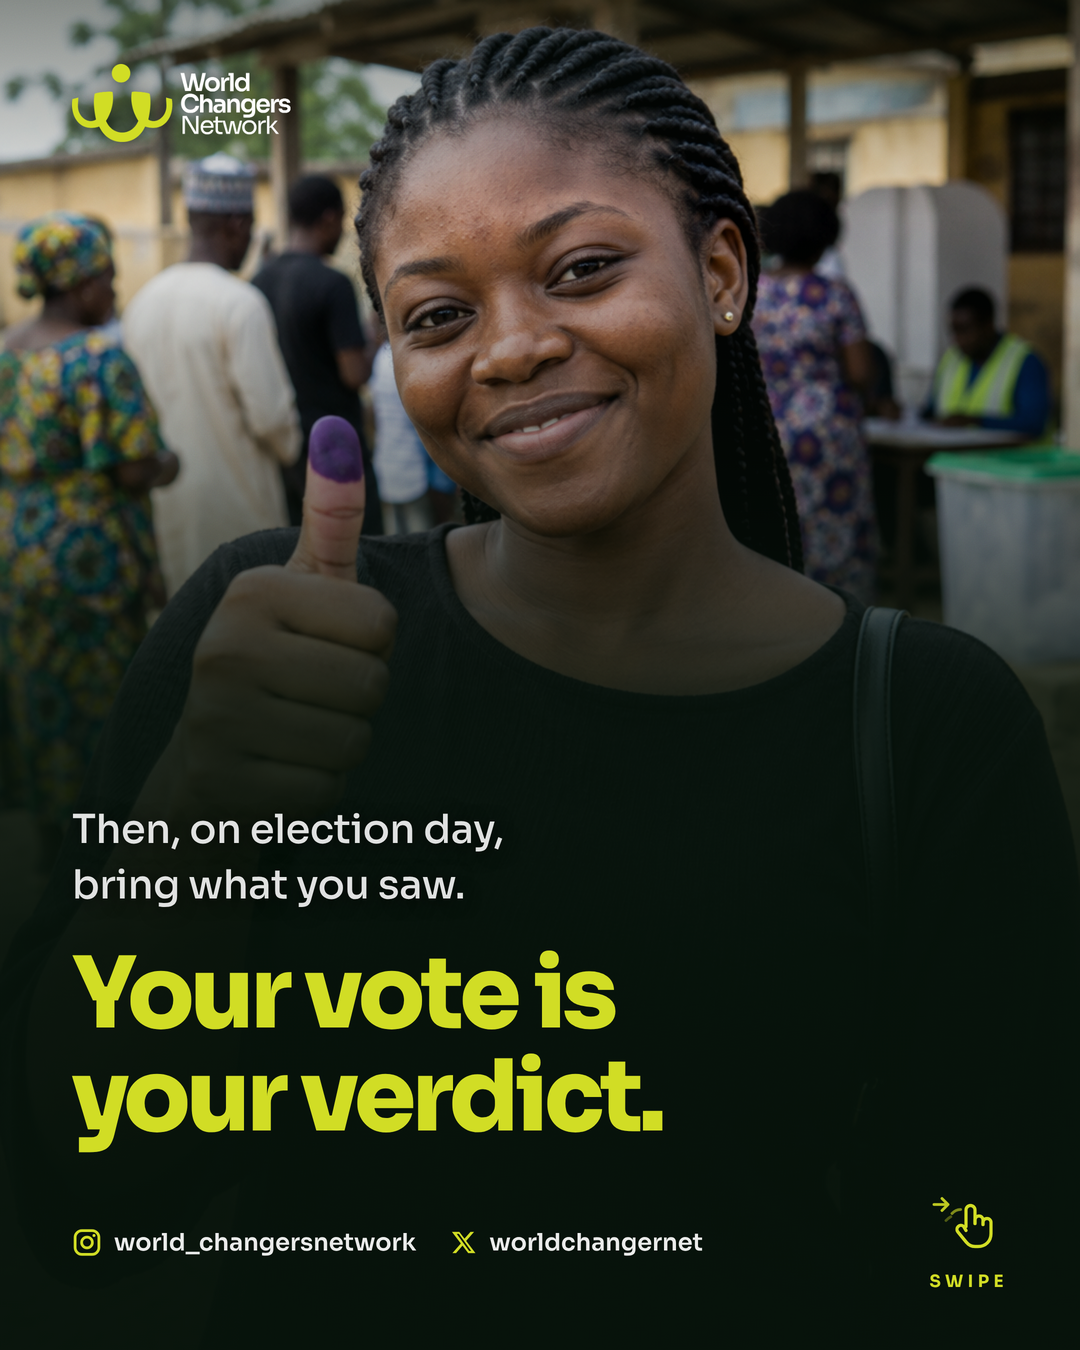 World
Changers
Network
Then, on election day,
bring what you saw.
Your vote is
your verdict.
world_changersnetwork
worldchangernet
SWIPE